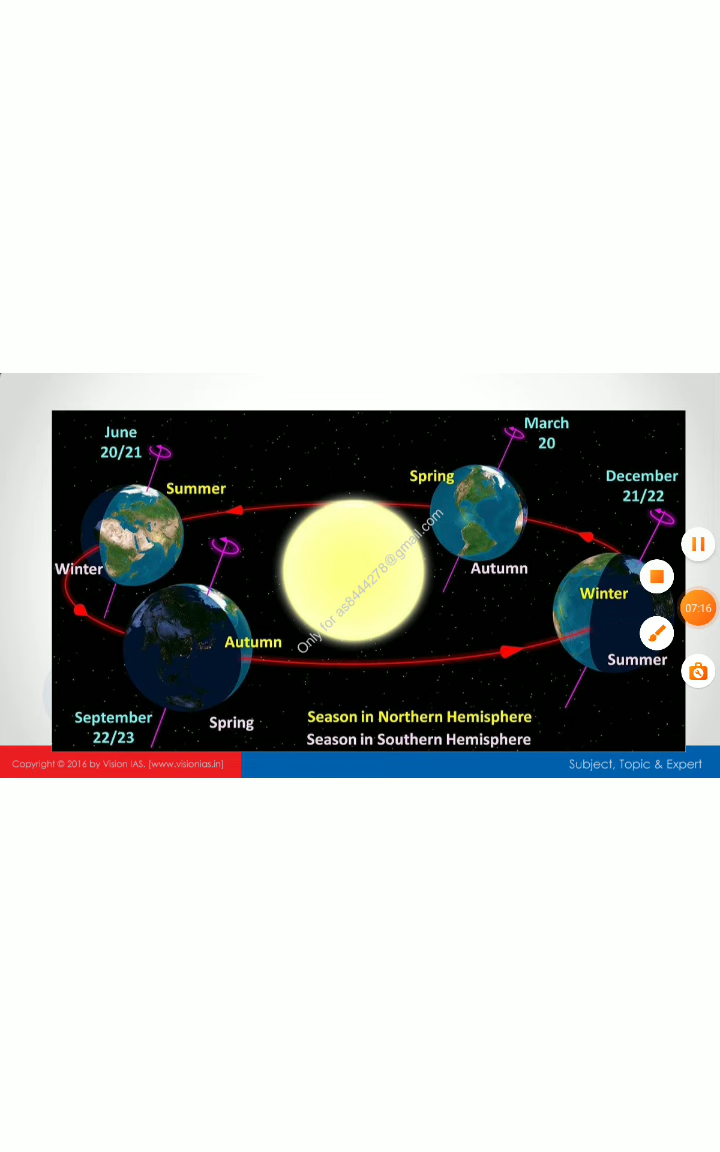 June
20/21
Summer
Winter
March
20
Spring
Autumn
December
21/22
Winter
Summer
Autumn
September
22/23
Spring
Season in Northern Hemisphere
Season in Southern Hemisphere
Only for as8444278@gmail.com
07:16
Copyright © 2016 by Vision IAS. [www.visionias.in]
Subject, Topic & Expert